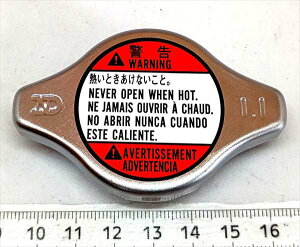 警告
WARNING
熱いときあけないこと。
NEVER OPEN WHEN HOT.
NE JAMAIS OUVRIR À CHAUD.
NO ABRIR NUNCA CUANDO
ESTE CALIENTE.
AVERTISSEMENT
ADVERTENCIA
1.1
10 11 12 13 14 15 16